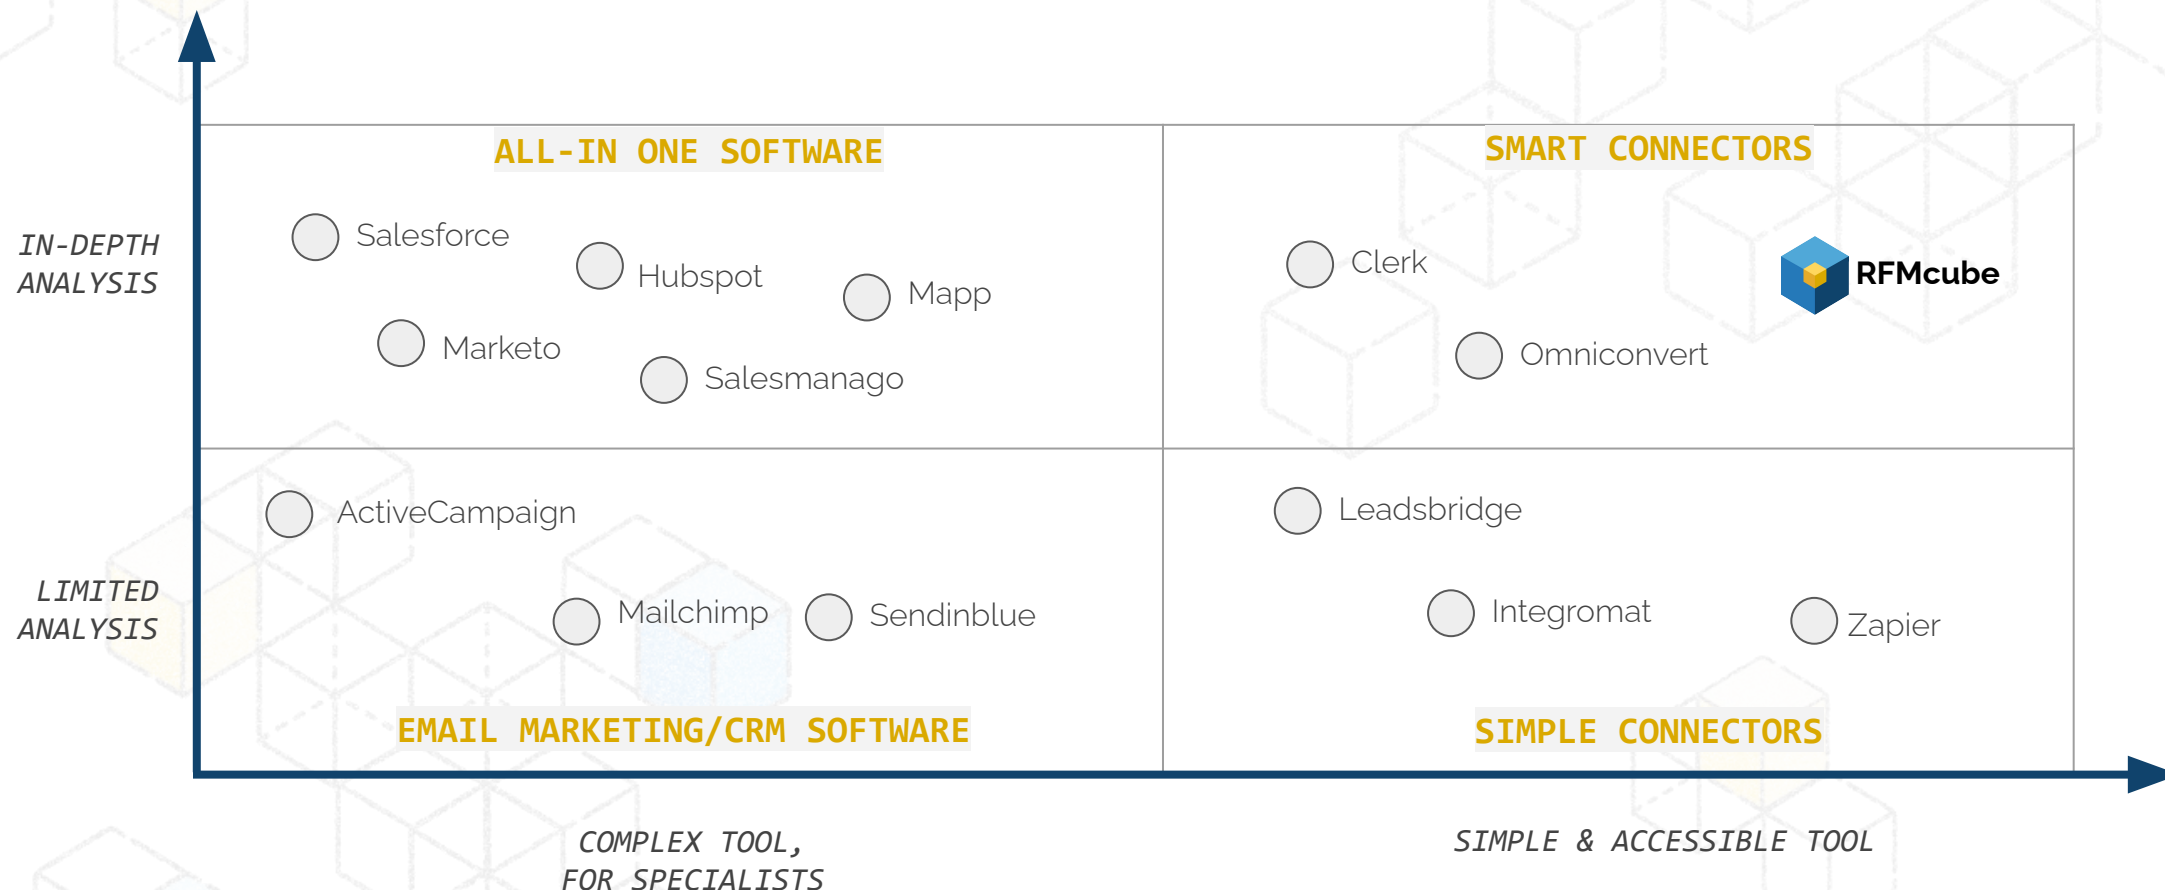 ALL-IN ONE SOFTWARE
SMART CONNECTORS
IN-DEPTH
ANALYSIS
Salesforce
Hubspot
Mapp
Marketo
Salesmanago
Clerk
RFMcube
Omniconvert
LIMITED
ANALYSIS
ActiveCampaign
Mailchimp
Sendinblue
Leadsbridge
Integromat
Zapier
EMAIL MARKETING/CRM SOFTWARE
SIMPLE CONNECTORS
COMPLEX TOOL,
FOR SPECIALISTS
SIMPLE & ACCESSIBLE TOOL